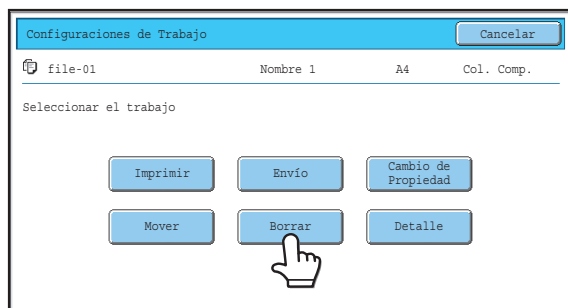 Configuraciones de Trabajo Cancelar
file-01 Nombre 1 A4 Col. Comp.
Seleccionar el trabajo
Imprimir Envío Cambio de
Propiedad
Mover Borrar Detalle